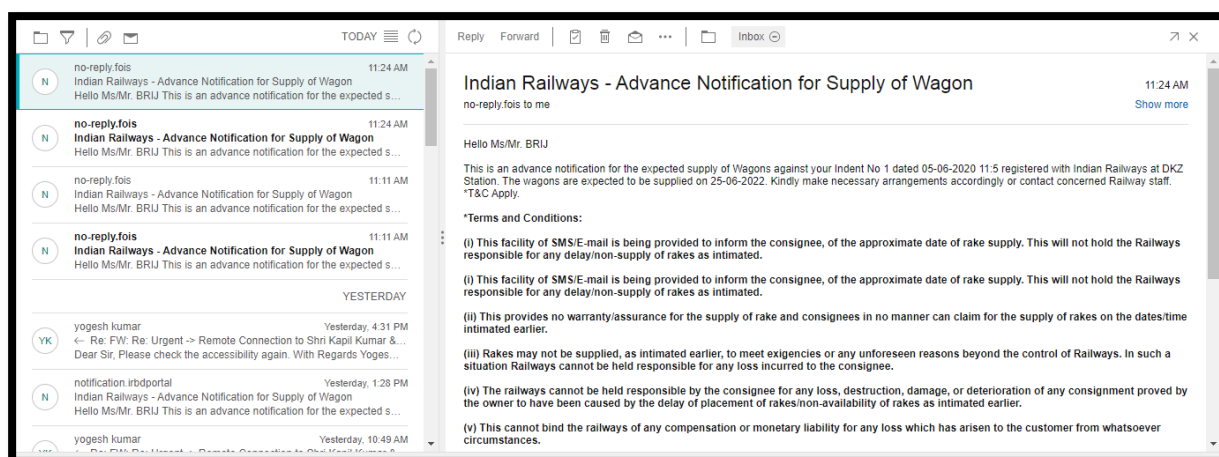 TODAY
no-reply.fois 11:24 AM
Indian Railways - Advance Notification for Supply of Wagon
Hello Ms/Mr. BRIJ This is an advance notification for the expected s...
no-reply.fois 11:24 AM
Indian Railways - Advance Notification for Supply of Wagon
Hello Ms/Mr. BRIJ This is an advance notification for the expected s...
no-reply.fois 11:11 AM
Indian Railways - Advance Notification for Supply of Wagon
Hello Ms/Mr. BRIJ This is an advance notification for the expected s...
no-reply.fois 11:11 AM
Indian Railways - Advance Notification for Supply of Wagon
Hello Ms/Mr. BRIJ This is an advance notification for the expected s...
YESTERDAY
yogesh kumar Yesterday, 4:31 PM
← Re: FW: Re: Urgent -> Remote Connection to Shri Kapil Kumar &...
Dear Sir, Please check the accessibility again. With Regards Yoges...
notification.irbdportal Yesterday, 1:28 PM
Indian Railways - Advance Notification for Supply of Wagon
Hello Ms/Mr. BRIJ This is an advance notification for the expected s...
yogesh kumar Yesterday, 10:49 AM
N
N
N
N
YK
N
Reply Forward Inbox
Indian Railways - Advance Notification for Supply of Wagon 11:24 AM
no-reply.fois to me Show more
Hello Ms/Mr. BRIJ
This is an advance notification for the expected supply of Wagons against your Indent No 1 dated 05-06-2020 11:5 registered with Indian Railways at DKZ
Station. The wagons are expected to be supplied on 25-06-2022. Kindly make necessary arrangements accordingly or contact concerned Railway staff.
*T&C Apply.
*Terms and Conditions:
(i) This facility of SMS/E-mail is being provided to inform the consignee, of the approximate date of rake supply. This will not hold the Railways
responsible for any delay/non-supply of rakes as intimated.
(i) This facility of SMS/E-mail is being provided to inform the consignee, of the approximate date of rake supply. This will not hold the Railways
responsible for any delay/non-supply of rakes as intimated.
(ii) This provides no warranty/assurance for the supply of rake and consignees in no manner can claim for the supply of rakes on the dates/time
intimated earlier.
(iii) Rakes may not be supplied, as intimated earlier, to meet exigencies or any unforeseen reasons beyond the control of Railways. In such a
situation Railways cannot be held responsible for any loss incurred to the consignee.
(iv) The railways cannot be held responsible by the consignee for any loss, destruction, damage, or deterioration of any consignment proved by
the owner to have been caused by the delay of placement of rakes/non-availability of rakes as intimated earlier.
(v) This cannot bind the railways of any compensation or monetary liability for any loss which has arisen to the customer from whatsoever
circumstances.